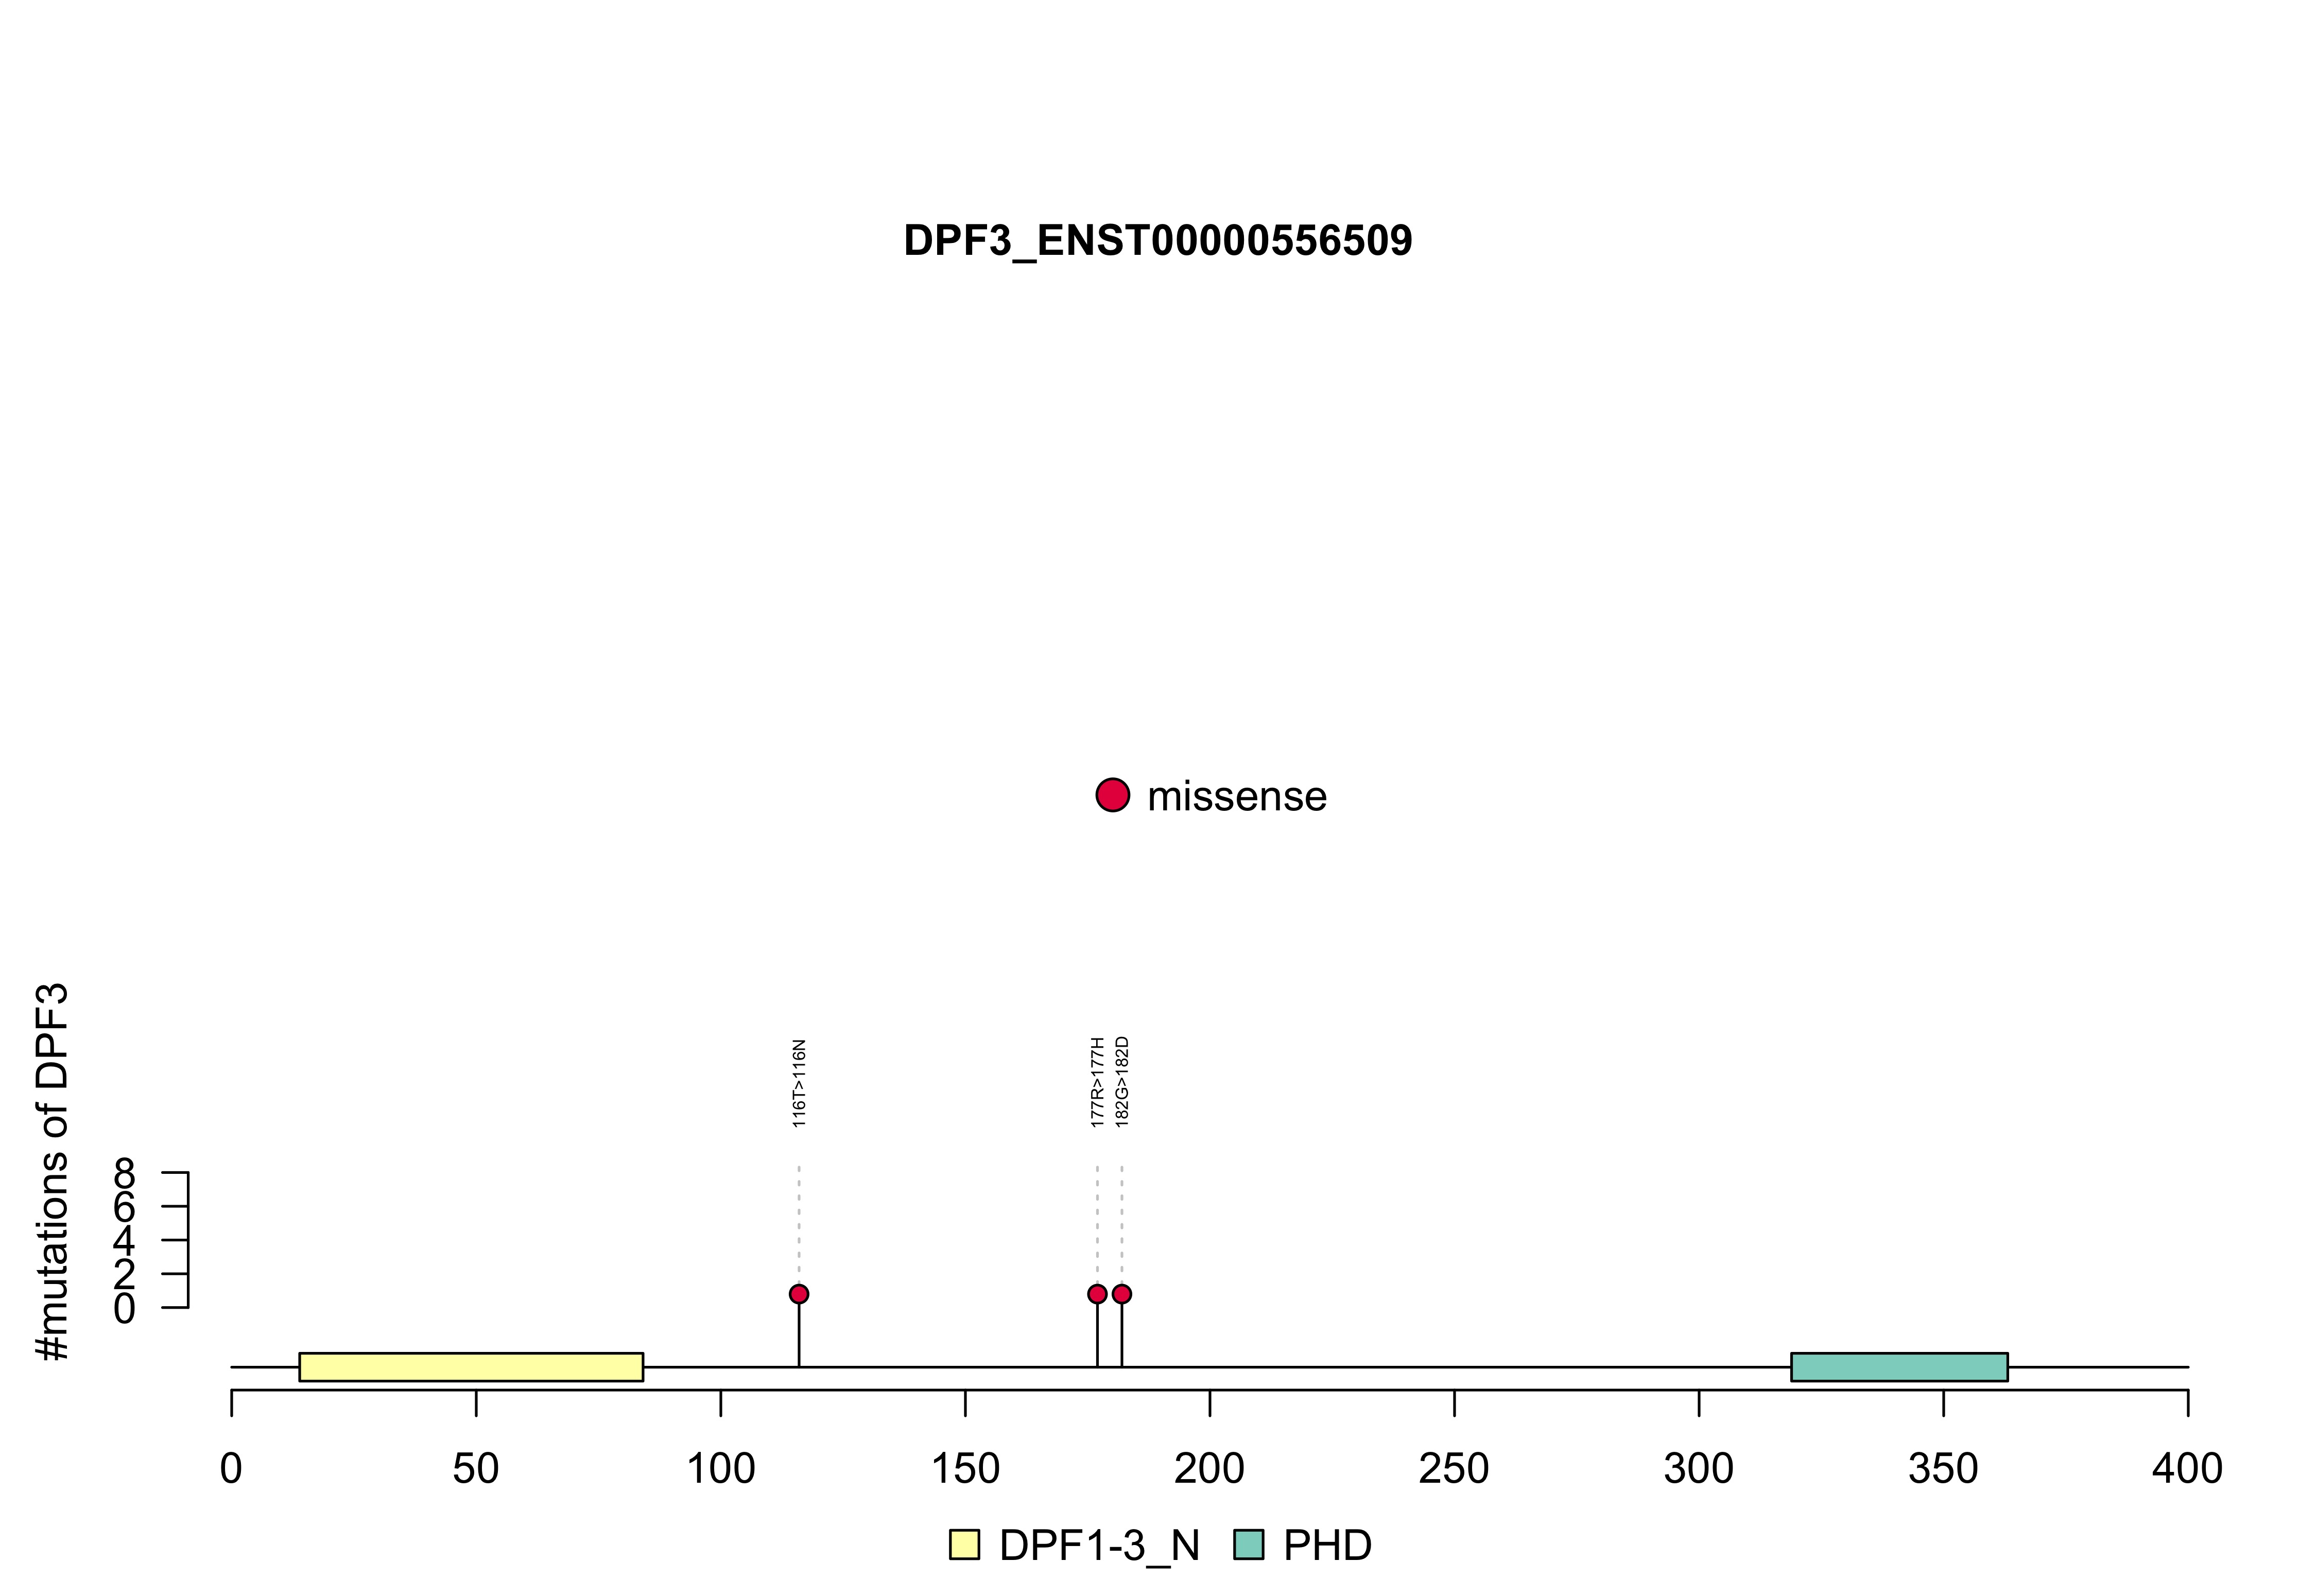 DPF3_ENST00000556509
missense
#mutations of DPF3
116T>116N
177R>177H
182G>182D
8
6
4
2
0
0 50 100 150 200 250 300 350 400
DPF1-3_N PHD